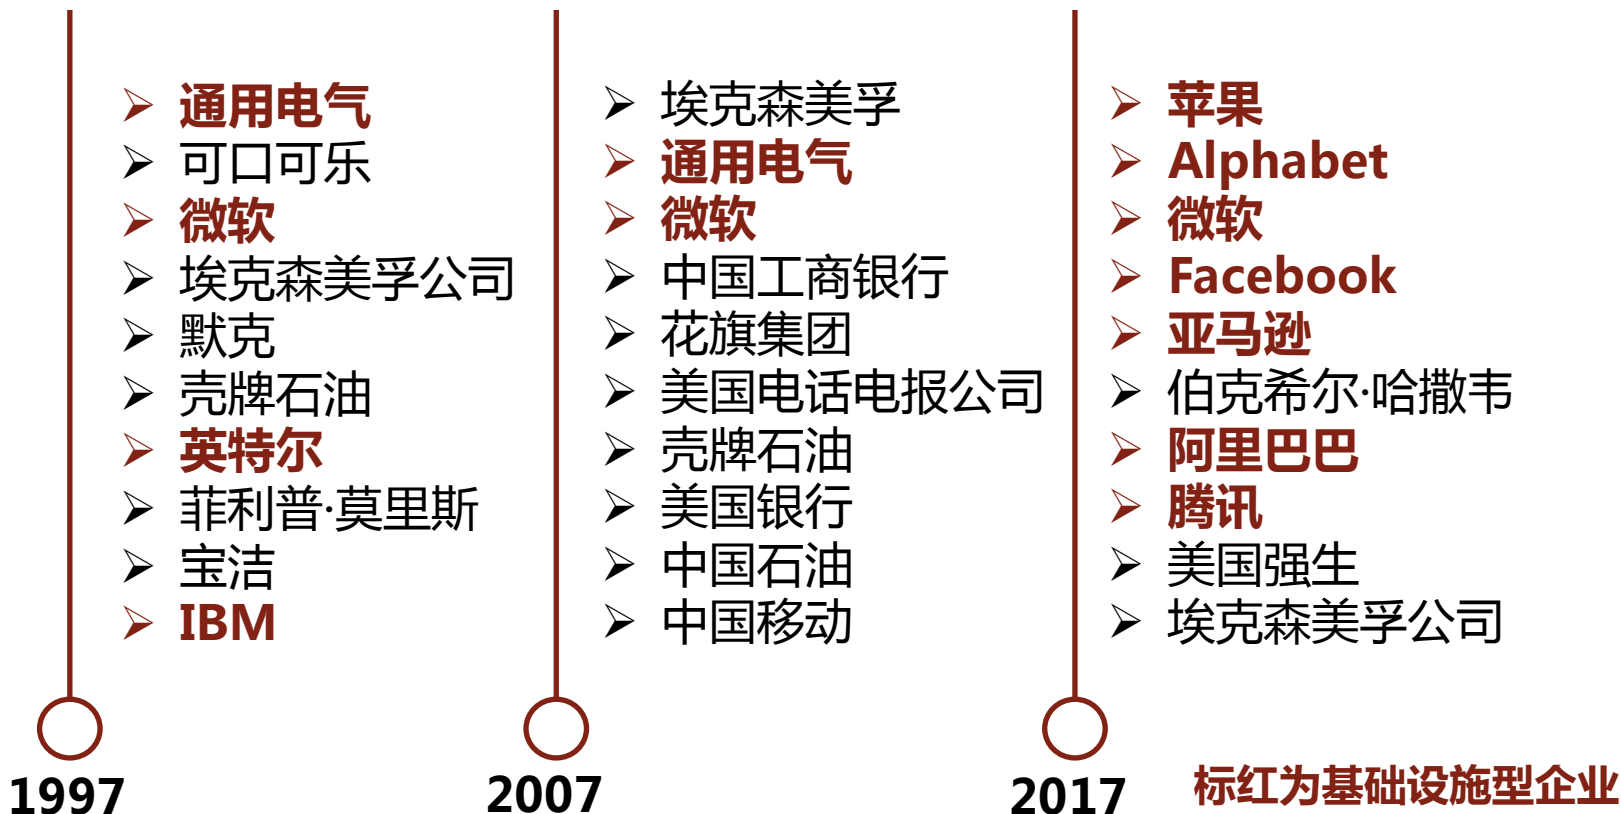 通用电气
可口可乐
微软
埃克森美孚公司
默克
壳牌石油
英特尔
菲利普·莫里斯
宝洁
IBM
1997
埃克森美孚
通用电气
微软
中国工商银行
花旗集团
美国电话电报公司
壳牌石油
美国银行
中国石油
中国移动
2007
苹果
Alphabet
微软
Facebook
亚马逊
伯克希尔·哈撒韦
阿里巴巴
腾讯
美国强生
埃克森美孚公司
2017
标红为基础设施型企业